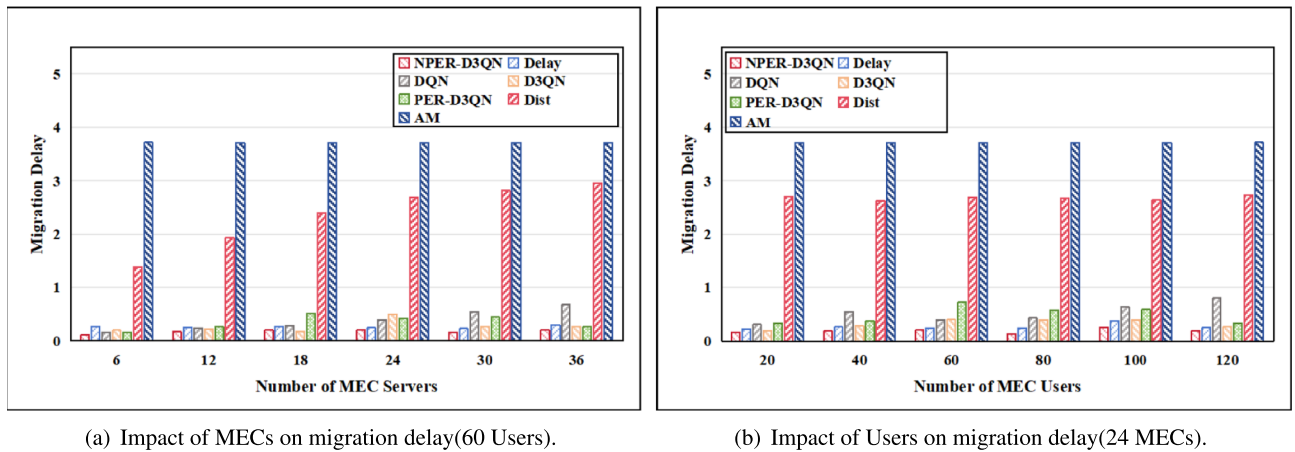 NPER-D3QN Delay
DQN D3QN
PER-D3QN Dist
AM
5
4
3
2
1
0
Migration Delay
6 12 18 24 30 36
Number of MEC Servers
(a) Impact of MECs on migration delay(60 Users).
NPER-D3QN Delay
DQN D3QN
PER-D3QN Dist
AM
5
4
3
2
1
0
Migration Delay
20 40 60 80 100 120
Number of MEC Users
(b) Impact of Users on migration delay(24 MECs).